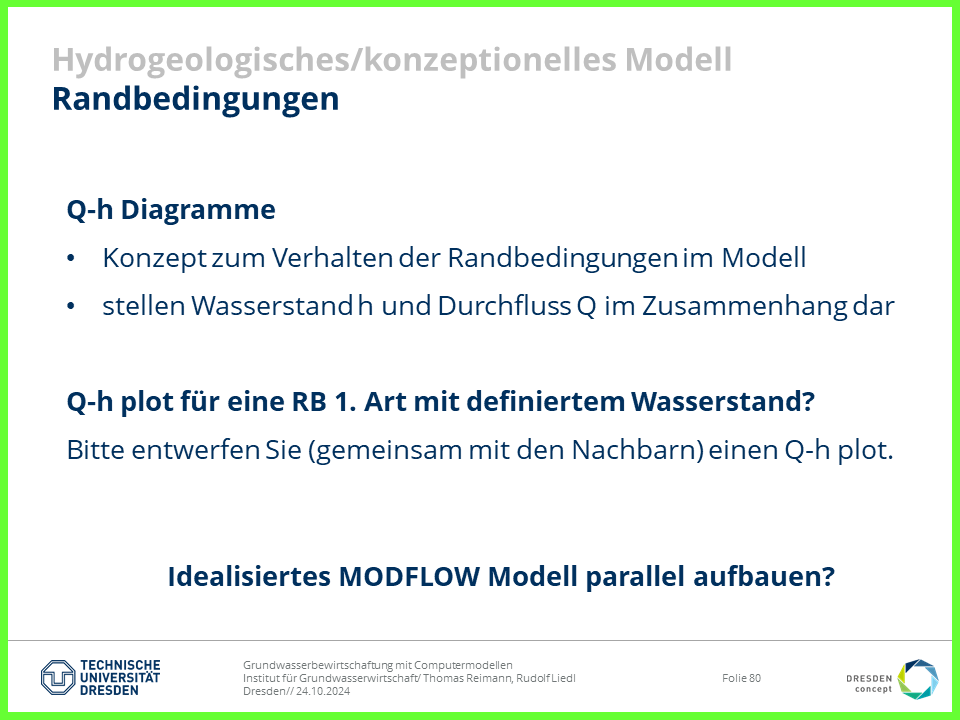 Hydrogeologisches/konzeptionelles Modell
Randbedingungen
Q-h Diagramme
• Konzept zum Verhalten der Randbedingungen im Modell
• stellen Wasserstand h und Durchfluss Q im Zusammenhang dar
Q-h plot für eine RB 1. Art mit definiertem Wasserstand?
Bitte entwerfen Sie (gemeinsam mit den Nachbarn) einen Q-h plot.
Idealisiertes MODFLOW Modell parallel aufbauen?
TECHNISCHE
UNIVERSITÄT
DRESDEN
Grundwasserbewirtschaftung mit Computermodellen
Institut für Grundwasserwirtschaft/ Thomas Reimann, Rudolf Liedl
Dresden// 24.10.2024
Folie 80
DRESDEN
concept